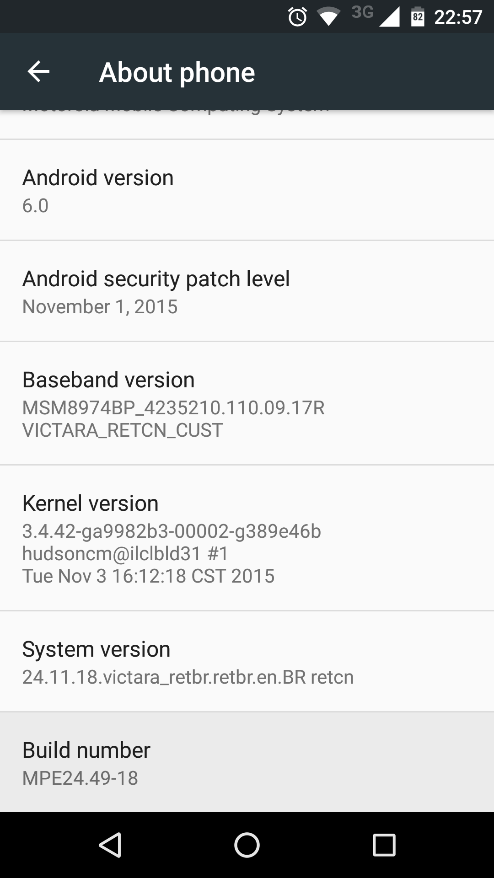 3G 82 22:57
About phone
Android version
6.0
Android security patch level
November 1, 2015
Baseband version
MSM8974BP_4235210.110.09.17R
VICTARA_RETCN_CUST
Kernel version
3.4.42-ga9982b3-00002-g389e46b
hudsoncm@ilclbld31 #1
Tue Nov 3 16:12:18 CST 2015
System version
24.11.18.victara_retbr.retbr.en.BR retcn
Build number
MPE24.49-18